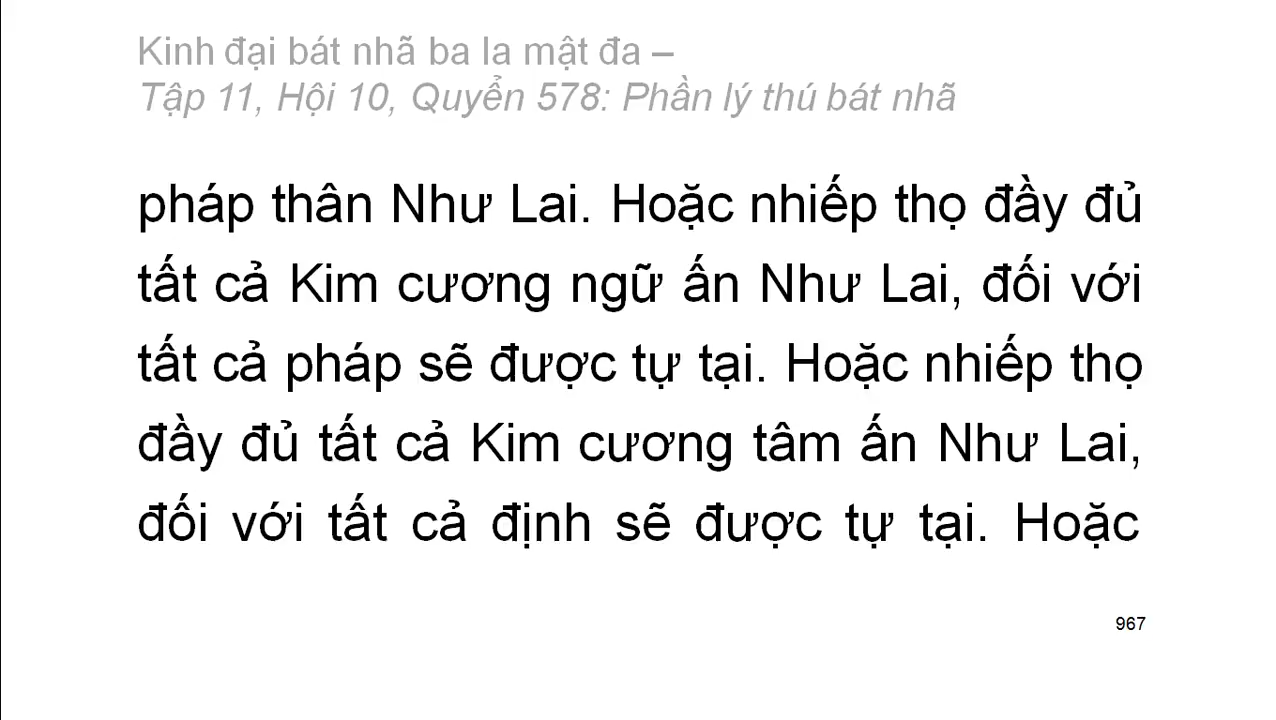 Kinh đại bát nhã ba la mật đa –
Tập 11, Hội 10, Quyển 578: Phần lý thú bát nhã
pháp thân Như Lai. Hoặc nhiếp thọ đầy đủ
tất cả Kim cương ngữ ấn Như Lai, đối với
tất cả pháp sẽ được tự tại. Hoặc nhiếp thọ
đầy đủ tất cả Kim cương tâm ấn Như Lai,
đối với tất cả định sẽ được tự tại. Hoặc
967